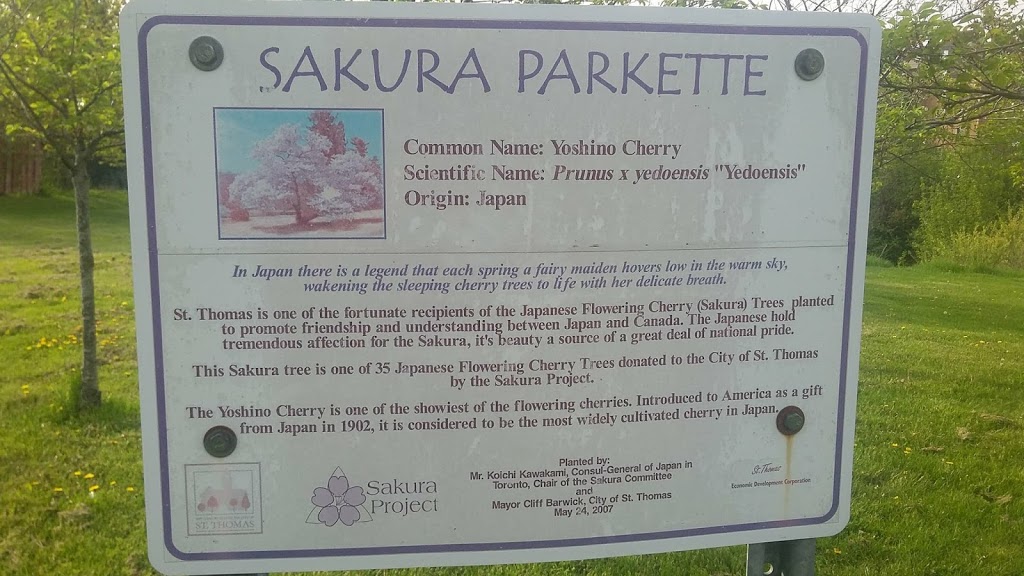 SAKURA PARKETTE
Common Name: Yoshino Cherry
Scientific Name: Prunus x yedoensis "Yedoensis"
Origin: Japan
In Japan there is a legend that each spring a fairy maiden hovers low in the warm sky,
wakening the sleeping cherry trees to life with her delicate breath.
St. Thomas is one of the fortunate recipients of the Japanese Flowering Cherry (Sakura) Trees planted
to promote friendship and understanding between Japan and Canada. The Japanese hold
tremendous affection for the Sakura, it's beauty a source of a great deal of national pride.
This Sakura tree is one of 35 Japanese Flowering Cherry Trees donated to the City of St. Thomas
by the Sakura Project.
The Yoshino Cherry is one of the showiest of the flowering cherries. Introduced to America as a gift
from Japan in 1902, it is considered to be the most widely cultivated cherry in Japan.
ST. THOMAS
Sakura
Project
Planted by:
Mr. Koichi Kawakami, Consul-General of Japan in
Toronto, Chair of the Sakura Committee
and
Mayor Cliff Barwick, City of St. Thomas
May 24, 2007
St. Thomas
Economic Development Corporation